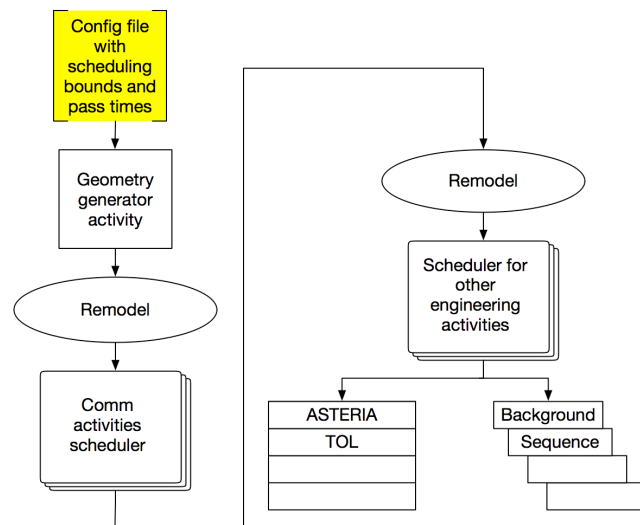 Config file
with
scheduling
bounds and
pass times
Geometry
generator
activity
Remodel
Comm
activities
scheduler
Remodel
Scheduler for
other
engineering
activities
ASTERIA
TOL
Background
Sequence